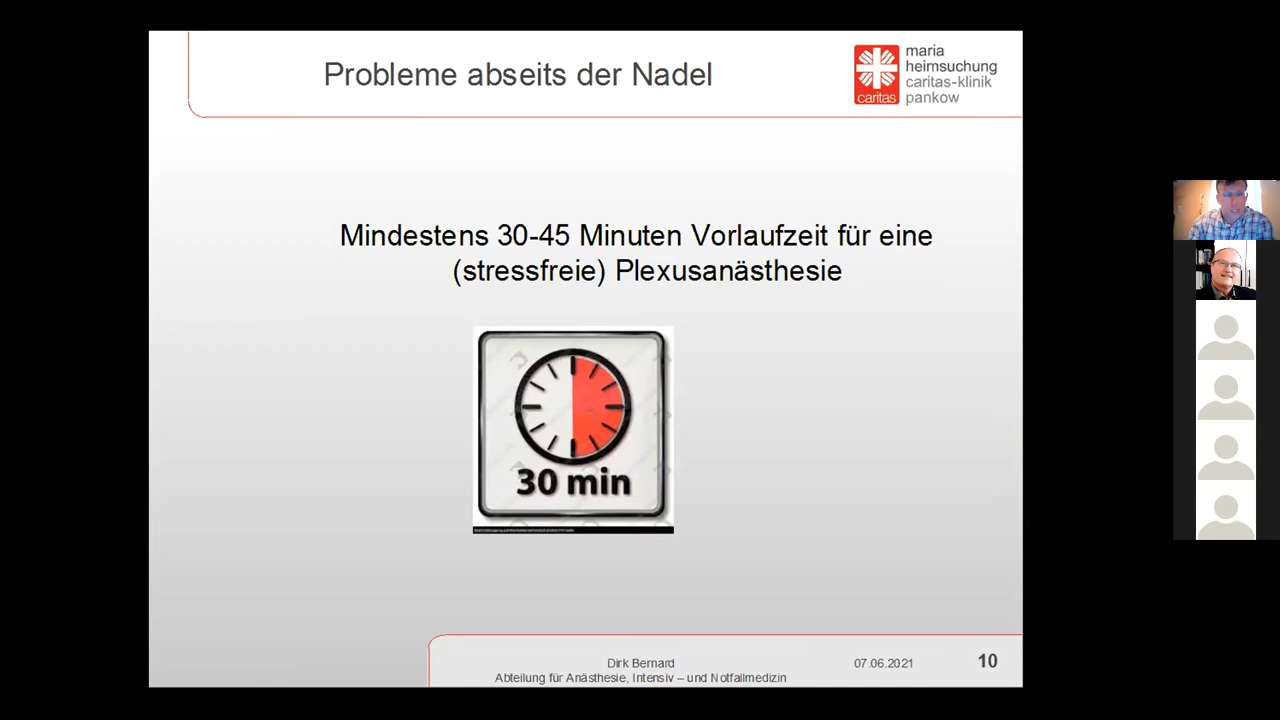 Probleme abseits der Nadel
maria
heimsuchung
caritas-klinik
pankow
caritas
Mindestens 30-45 Minuten Vorlaufzeit für eine
(stressfreie) Plexusanästhesie
30 min
Dirk Bernard
07.06.2021
10
Abteilung für Anästhesie, Intensiv – und Notfallmedizin